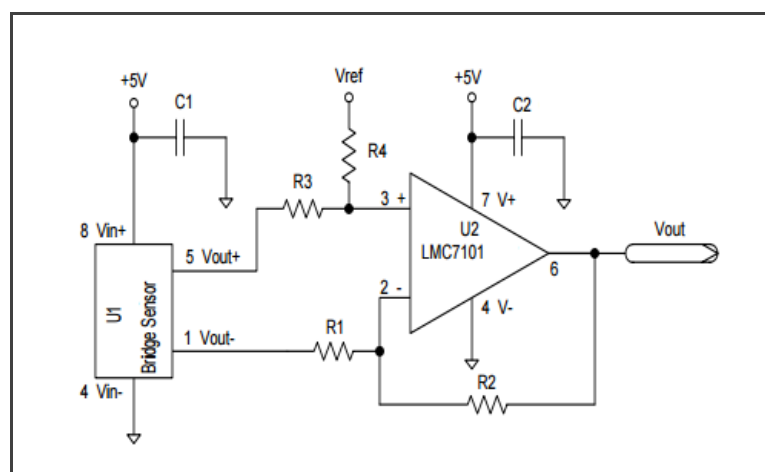 +5V
C1
Vref
R4
+5V
C2
R3
3 +
7 V+
U2
LMC7101
Vout
6
8 Vin+
5 Vout+
2 -
4 V-
U1
Bridge Sensor
R1
1 Vout-
R2
4 Vin-